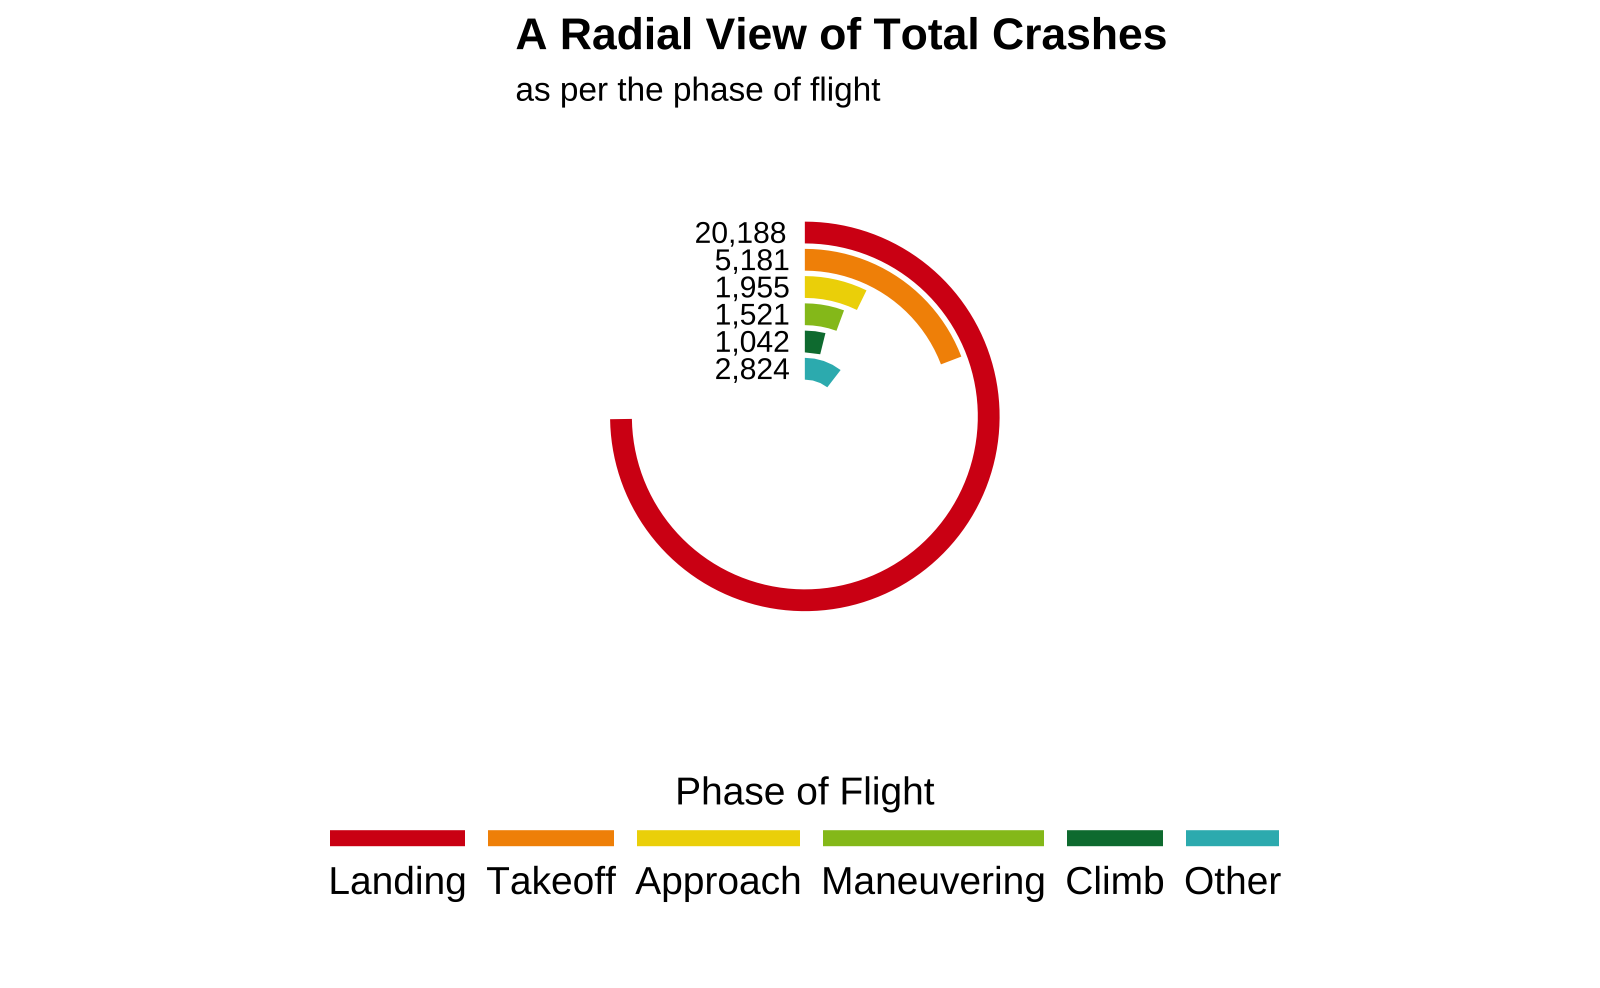 A Radial View of Total Crashes
as per the phase of flight
20,188
5,181
1,955
1,521
1,042
2,824
Phase of Flight
Landing Takeoff Approach Maneuvering Climb Other